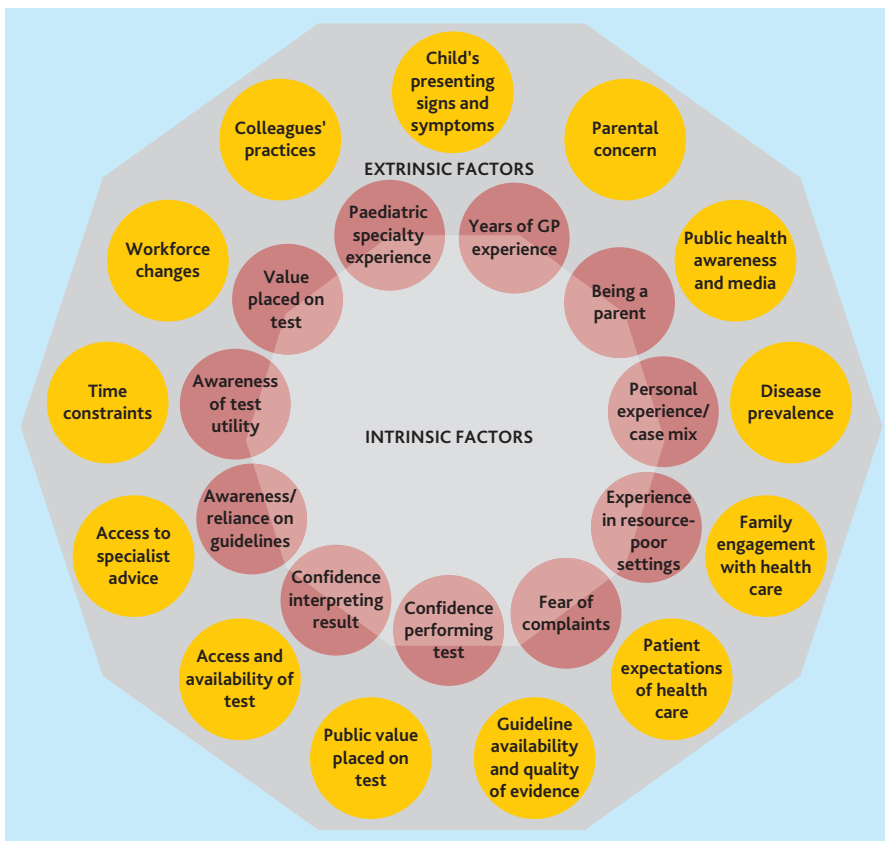 Child's
presenting
signs and
symptoms
Colleagues'
practices
Parental
concern
EXTRINSIC FACTORS
Paediatric
specialty
experience
Years of GP
experience
Workforce
changes
Public health
awareness
and media
Value
placed on
test
Being a
parent
Time
constraints
Awareness
of test
utility
Personal
experience/
case mix
Disease
prevalence
INTRINSIC FACTORS
Access to
specialist
advice
Awareness/
reliance on
guidelines
Experience
in resource-
poor
settings
Family
engagement
with health
care
Confidence
interpreting
result
Confidence
performing
test
Fear of
complaints
Access and
availability of
test
Patient
expectations
of health
care
Public value
placed on
test
Guideline
availability
and quality
of evidence